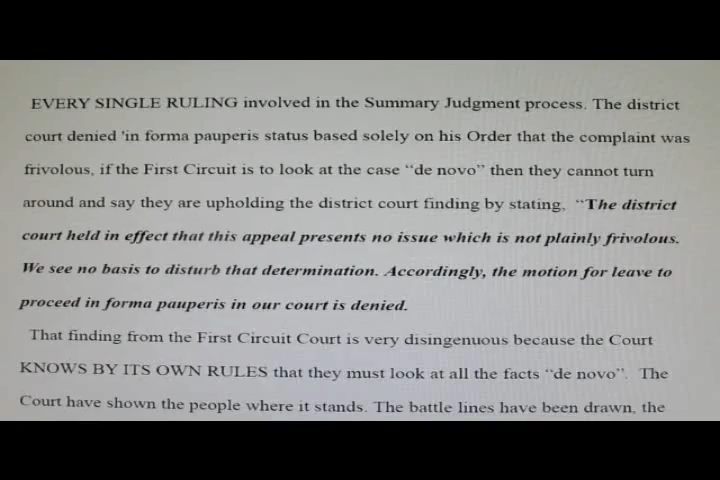 EVERY SINGLE RULING involved in the Summary Judgment process. The district
court denied 'in forma pauperis status based solely on his Order that the complaint was
frivolous, if the First Circuit is to look at the case "de novo" then they cannot turn
around and say they are upholding the district court finding by stating, "The district
court held in effect that this appeal presents no issue which is not plainly frivolous.
We see no basis to disturb that determination. Accordingly, the motion for leave to
proceed in forma pauperis in our court is denied.
That finding from the First Circuit Court is very disingenuous because the Court
KNOWS BY ITS OWN RULES that they must look at all the facts "de novo". The
Court have shown the people where it stands. The battle lines have been drawn, the